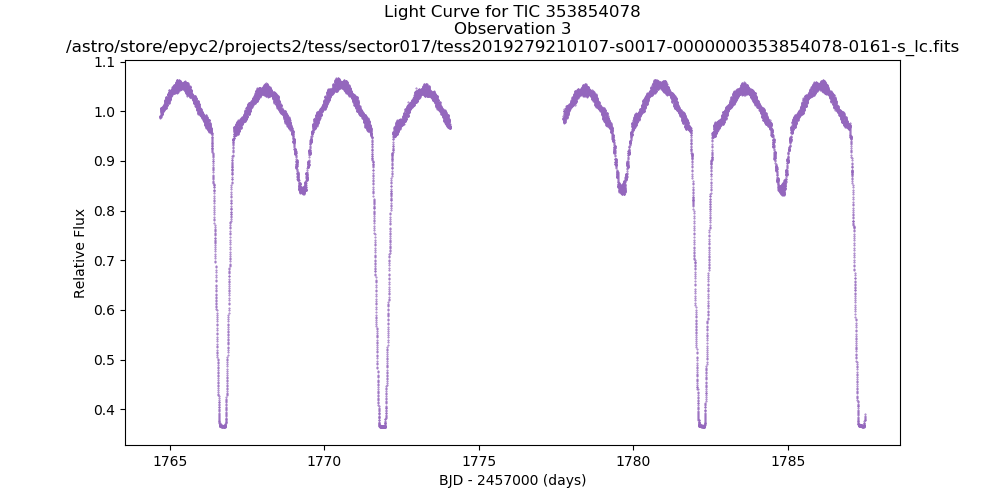 Light Curve for TIC 353854078
Observation 3
/astro/store/epyc2/projects2/tess/sector017/tess2019279210107-s0017-0000000353854078-0161-s_lc.fits
1.1
1.0
0.9
0.8
0.7
0.6
0.5
0.4
Relative Flux
1765
1770
1775
1780
1785
BJD - 2457000 (days)